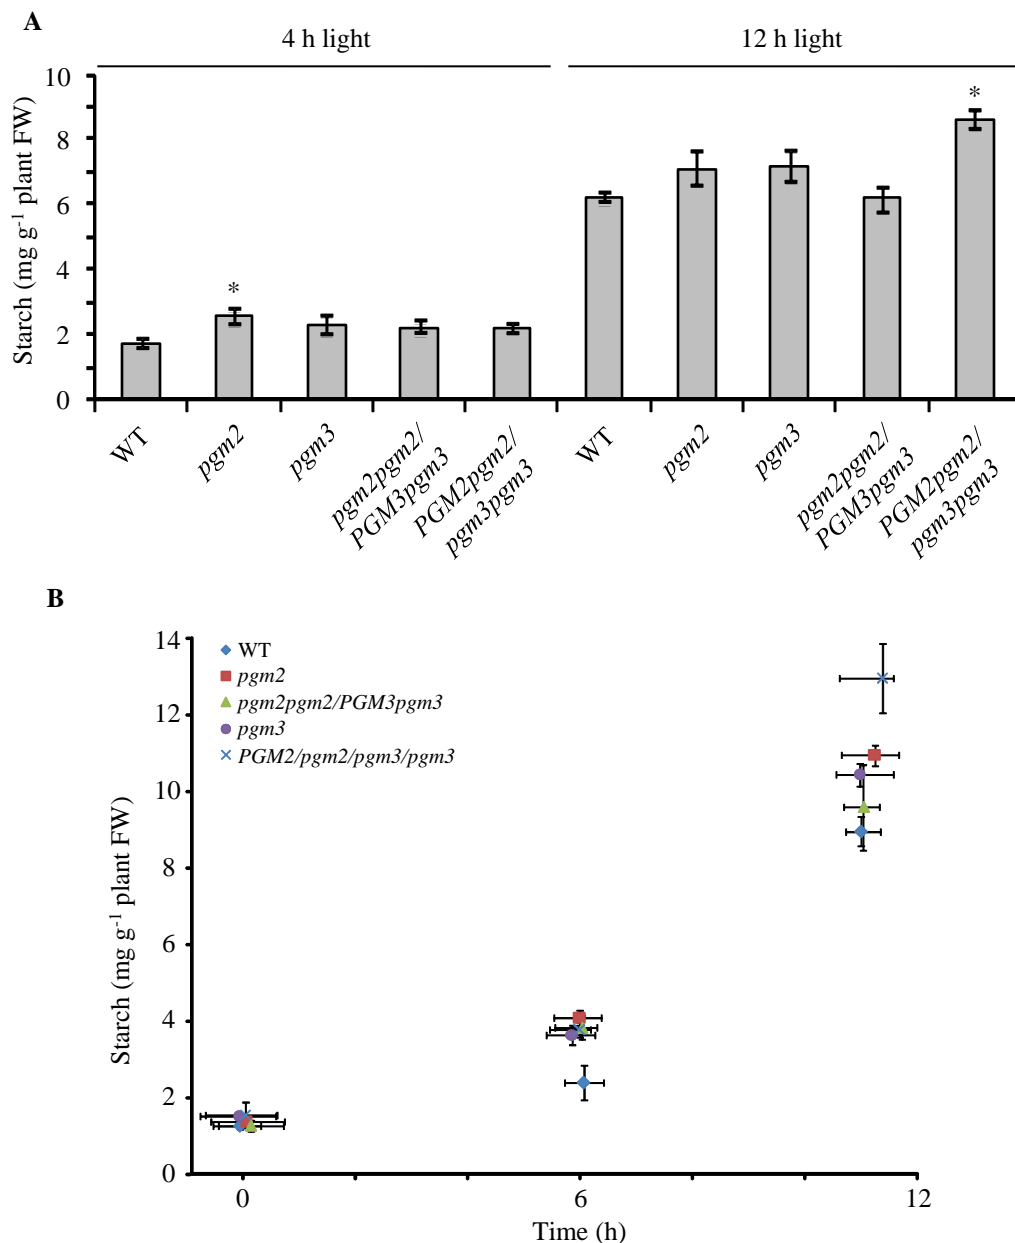 A
4 h light
12 h light
Starch (mg g⁻¹ plant FW)
10
8
6
4
2
0
WT
pgm2
pgm3
pgm2pgm2/
PGM3pgm3
PGM2pgm2/
pgm3pgm3
WT
pgm2
pgm3
pgm2pgm2/
PGM3pgm3
PGM2pgm2/
pgm3pgm3
*
*
B
Starch (mg g⁻¹ plant FW)
14
12
10
8
6
4
2
0
WT
pgm2
pgm2pgm2/PGM3pgm3
pgm3
PGM2/pgm2/pgm3/pgm3
0
6
12
Time (h)